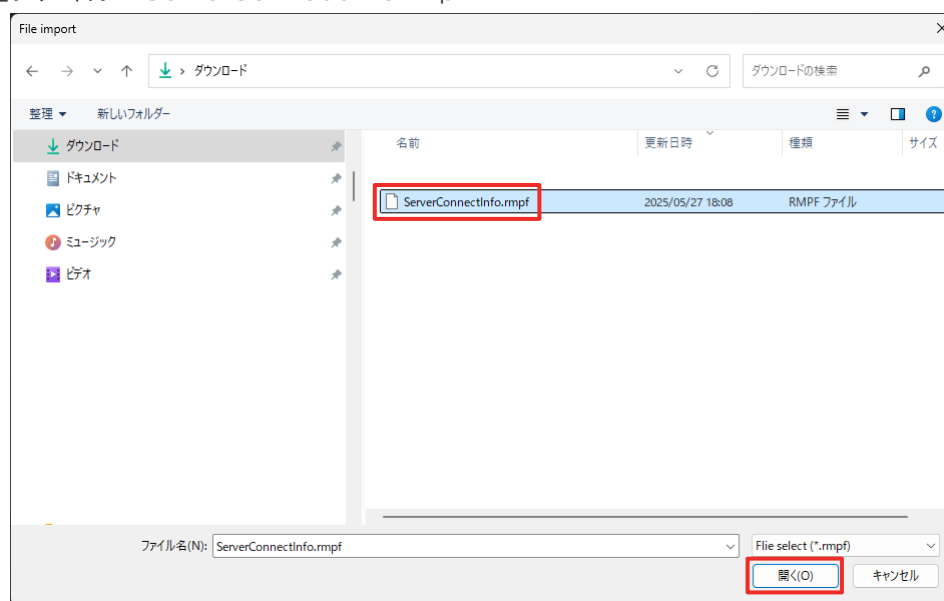 File import
ダウンロード
ダウンロードの検索
整理
新しいフォルダー
ダウンロード
ドキュメント
ピクチャ
ミュージック
ビデオ
名前 更新日時 種類 サイズ
ServerConnectInfo.rmpf 2025/05/27 18:08 RMPF ファイル
ファイル名(N): ServerConnectInfo.rmpf
Flie select (*.rmpf)
開く(O) キャンセル